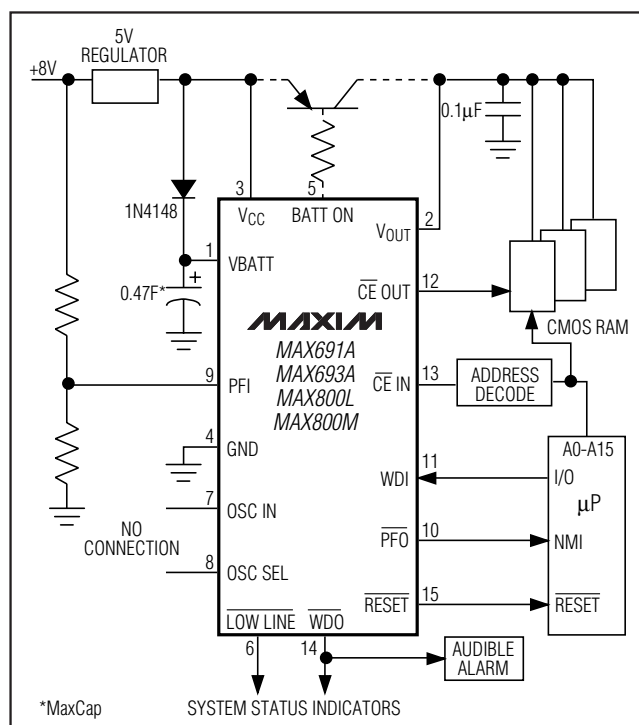 5V
REGULATOR
+8V
0.1µF
3
5
1N4148
VCC
BATT ON
2
VOUT
1
VBATT
0.47F*
+
12
CE OUT
MAXIM
CMOS RAM
MAX691A
MAX693A
MAX800L
MAX800M
9
PFI
13
CE IN
ADDRESS
DECODE
4
GND
A0-A15
11
WDI
I/O
µP
7
OSC IN
NO
CONNECTION
10
PFO
NMI
8
OSC SEL
15
RESET
RESET
LOW LINE
WDO
6
14
AUDIBLE
ALARM
*MaxCap
SYSTEM STATUS INDICATORS